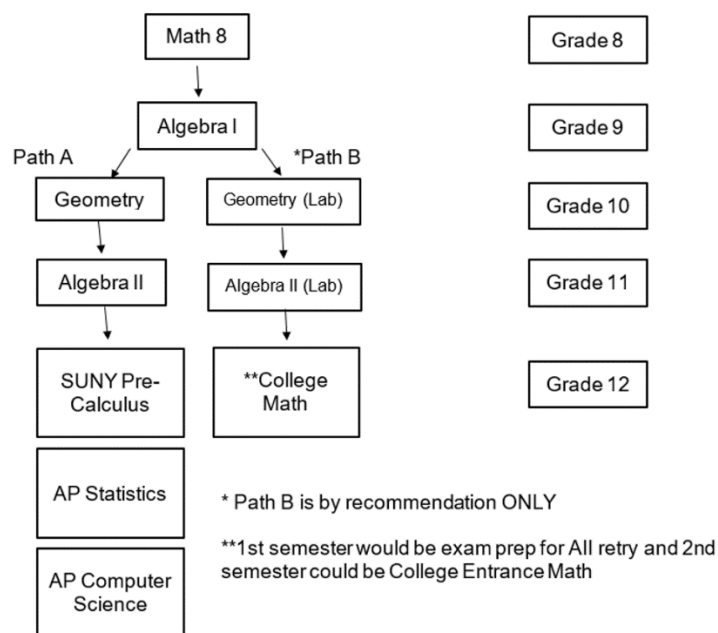 Math 8
Grade 8
Algebra I
Grade 9
Path A
*Path B
Geometry
Geometry (Lab)
Grade 10
Algebra II
Algebra II (Lab)
Grade 11
SUNY Pre-
Calculus
**College
Math
Grade 12
AP Statistics
* Path B is by recommendation ONLY
**1st semester would be exam prep for AII retry and 2nd
semester could be College Entrance Math
AP Computer
Science